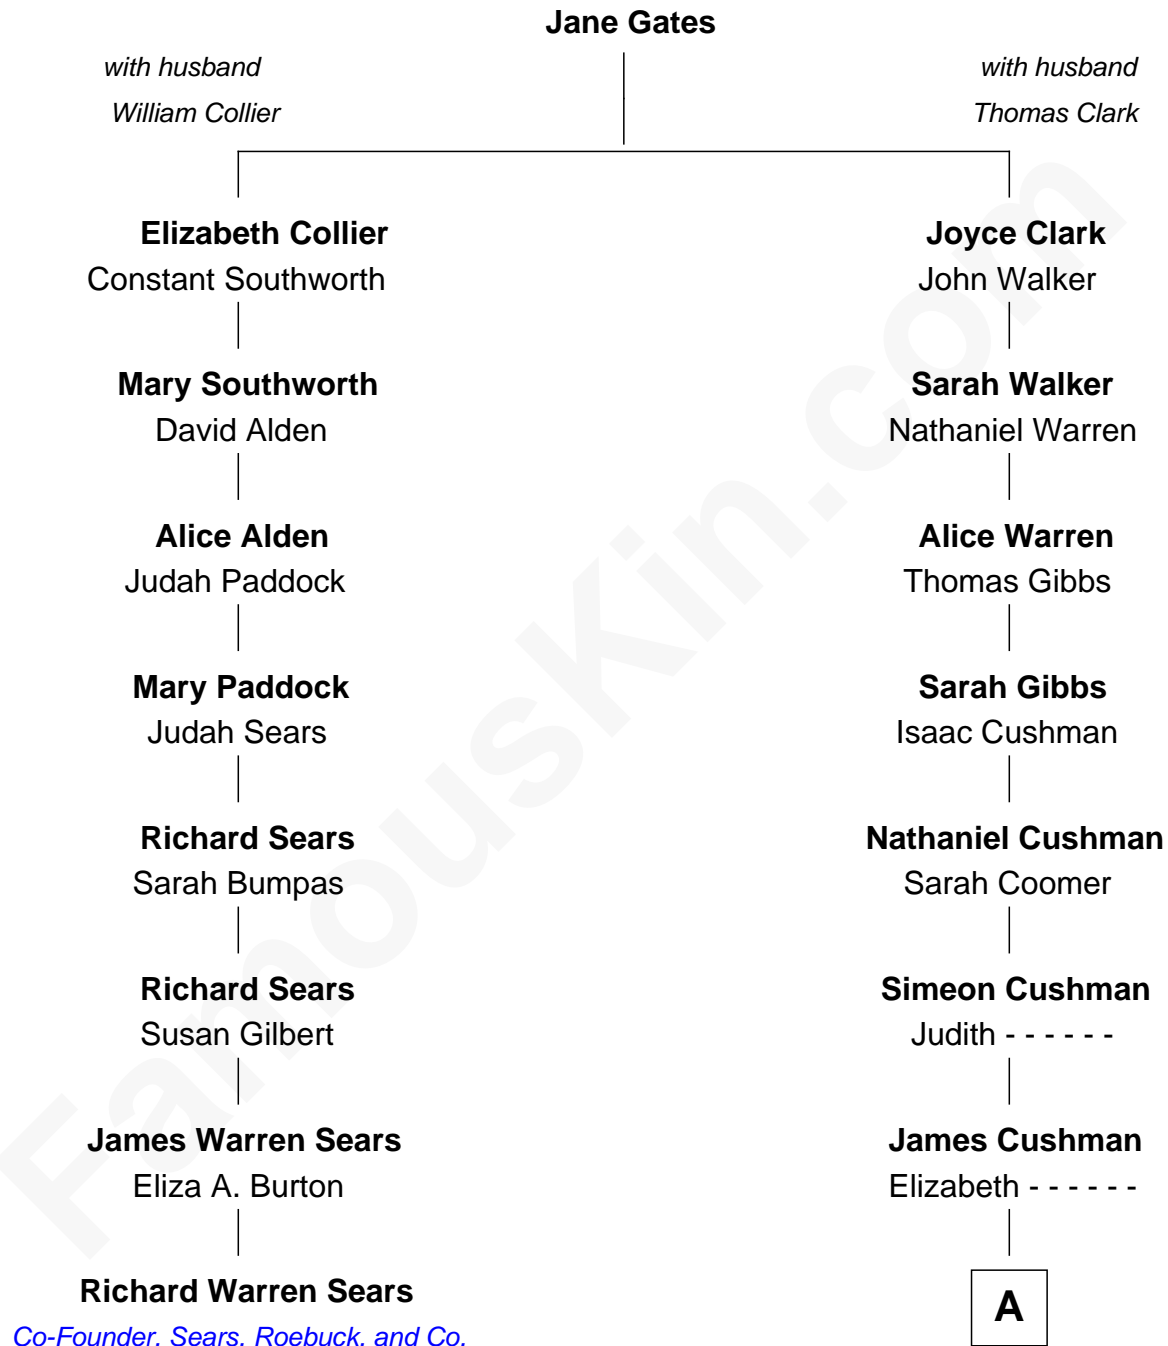 Jane Gates
with husband
William Collier
with husband
Thomas Clark
Elizabeth Collier
Constant Southworth
Joyce Clark
John Walker
Mary Southworth
David Alden
Sarah Walker
Nathaniel Warren
Alice Alden
Judah Paddock
Alice Warren
Thomas Gibbs
Mary Paddock
Judah Sears
Sarah Gibbs
Isaac Cushman
Richard Sears
Sarah Bumpas
Nathaniel Cushman
Sarah Coomer
Richard Sears
Susan Gilbert
Simeon Cushman
Judith - - - - - -
James Warren Sears
Eliza A. Burton
James Cushman
Elizabeth - - - - - -
Richard Warren Sears
Co-Founder, Sears, Roebuck, and Co.
A
FamousKin.com